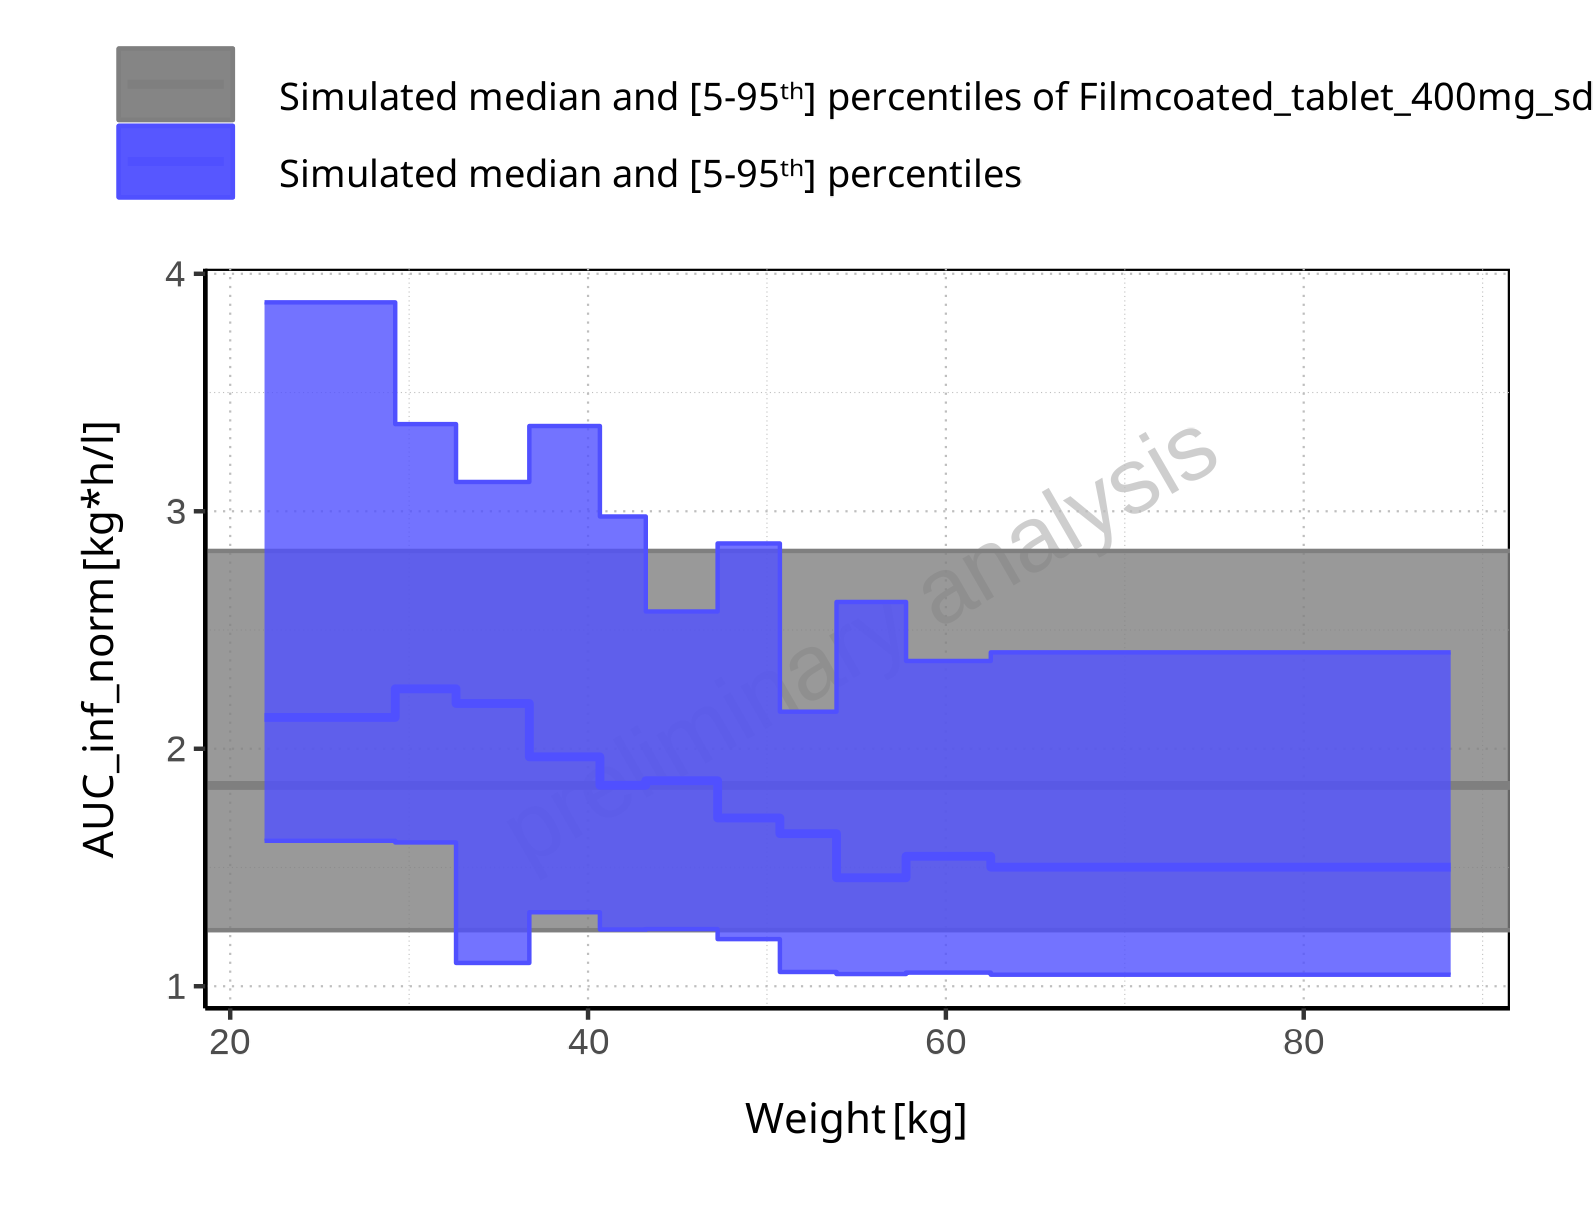 Simulated median and [5-95th] percentiles of Filmcoated_tablet_400mg_sd
Simulated median and [5-95th] percentiles
4
3
2
1
AUC_inf_norm [kg*h/l]
preliminary analysis
20 40 60 80
Weight [kg]